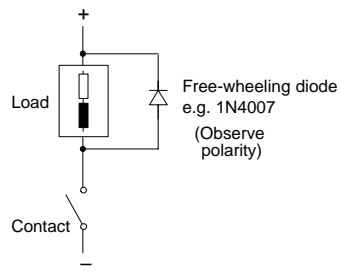 +
Load
Free-wheeling diode
e.g. 1N4007
(Observe
polarity)
Contact
–